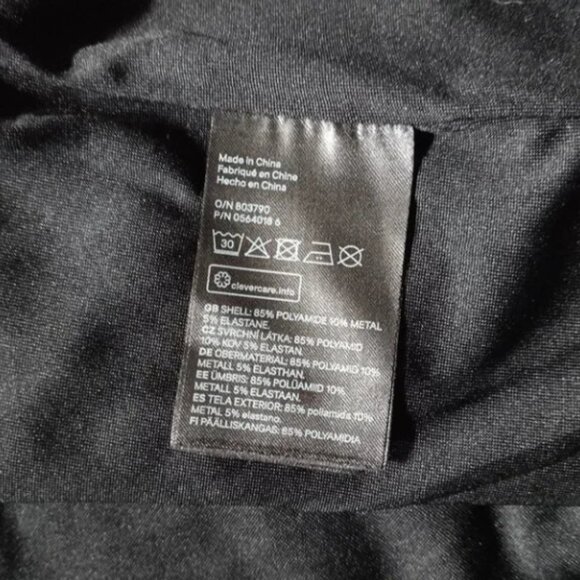 Made in China
Fabriqué en Chine
Hecho en China
O/N 803790
P/N 0564018 6
30
clevercare.info
GB SHELL: 85% POLYAMIDE 10% METAL
5% ELASTANE.
CZ SVRCHNÍ LÁTKA: 85% POLYAMID
10% KOV 5% ELASTAN.
DE OBERMATERIAL: 85% POLYAMID 10%
METALL 5% ELASTHAN.
EE ÜMBRIS: 85% POLÜAMIID 10%
METALL 5% ELASTAAN.
ES TELA EXTERIOR: 85% poliamida 10%
METAL 5% elastano.
FI PÄÄLLISKANGAS: 85% POLYAMIDIA